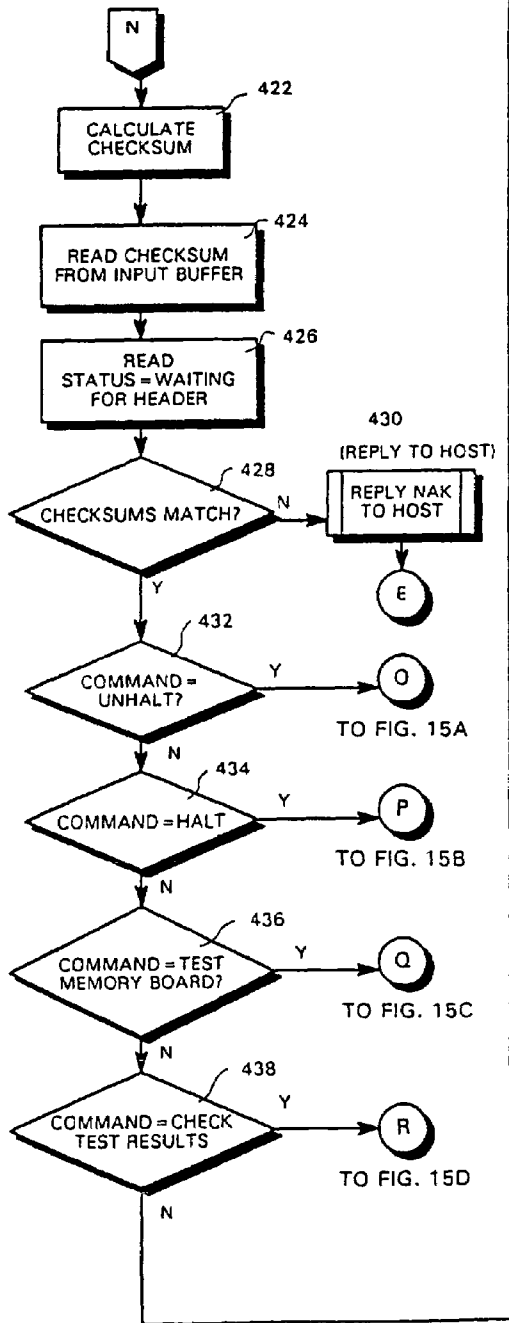 N
422
CALCULATE
CHECKSUM
424
READ CHECKSUM
FROM INPUT BUFFER
426
READ
STATUS=WAITING
FOR HEADER
430
(REPLY TO HOST)
428
CHECKSUMS MATCH?
N
REPLY NAK
TO HOST
Y
E
432
COMMAND=
UNHALT?
Y
O
TO FIG. 15A
N
434
COMMAND=HALT
Y
P
TO FIG. 15B
N
436
COMMAND=TEST
MEMORY BOARD?
Y
Q
TO FIG. 15C
N
438
COMMAND=CHECK
TEST RESULTS
Y
R
TO FIG. 15D
N